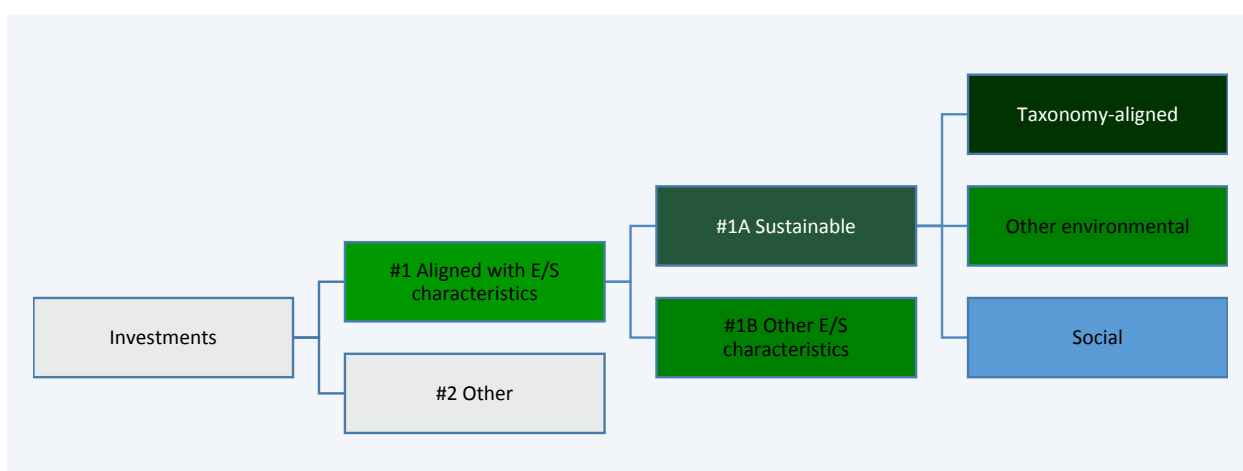 Investments
#1 Aligned with E/S
characteristics
#2 Other
#1A Sustainable
#1B Other E/S
characteristics
Taxonomy-aligned
Other environmental
Social